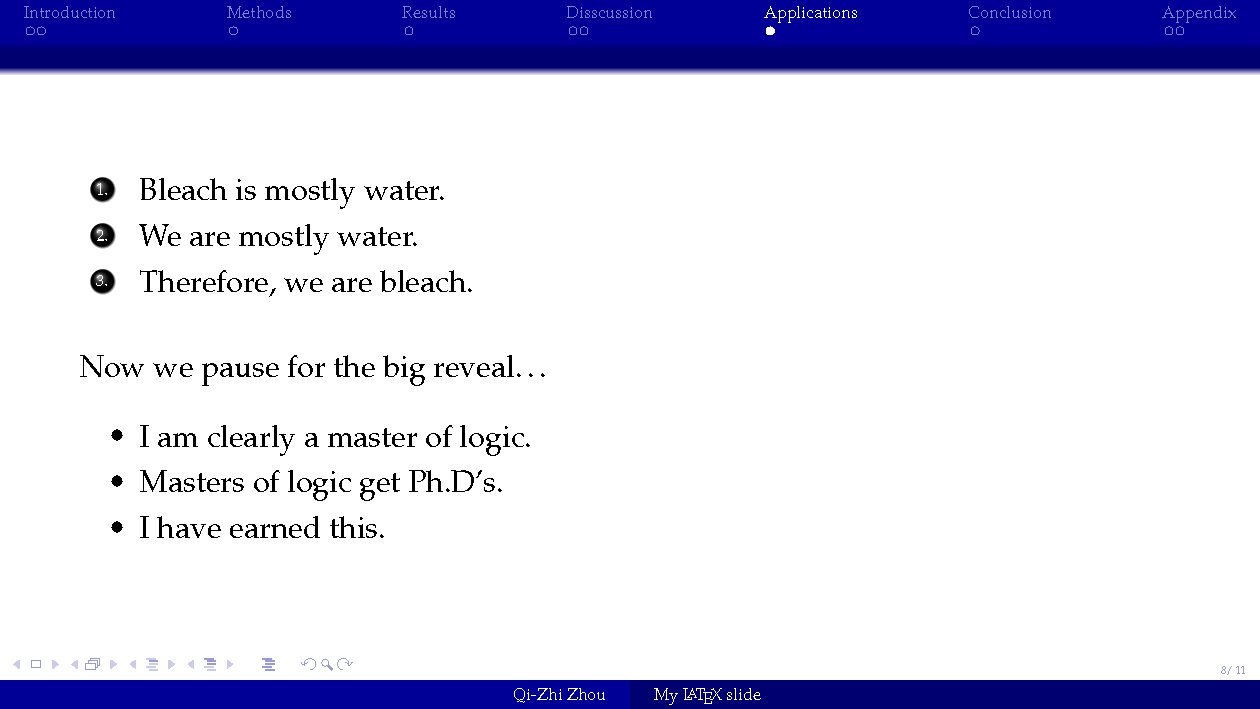 Introduction Methods Results Disscussion Applications Conclusion Appendix
1. Bleach is mostly water.
2. We are mostly water.
3. Therefore, we are bleach.
Now we pause for the big reveal…
• I am clearly a master of logic.
• Masters of logic get Ph.D's.
• I have earned this.
8/ 11
Qi-Zhi Zhou My LATEX slide